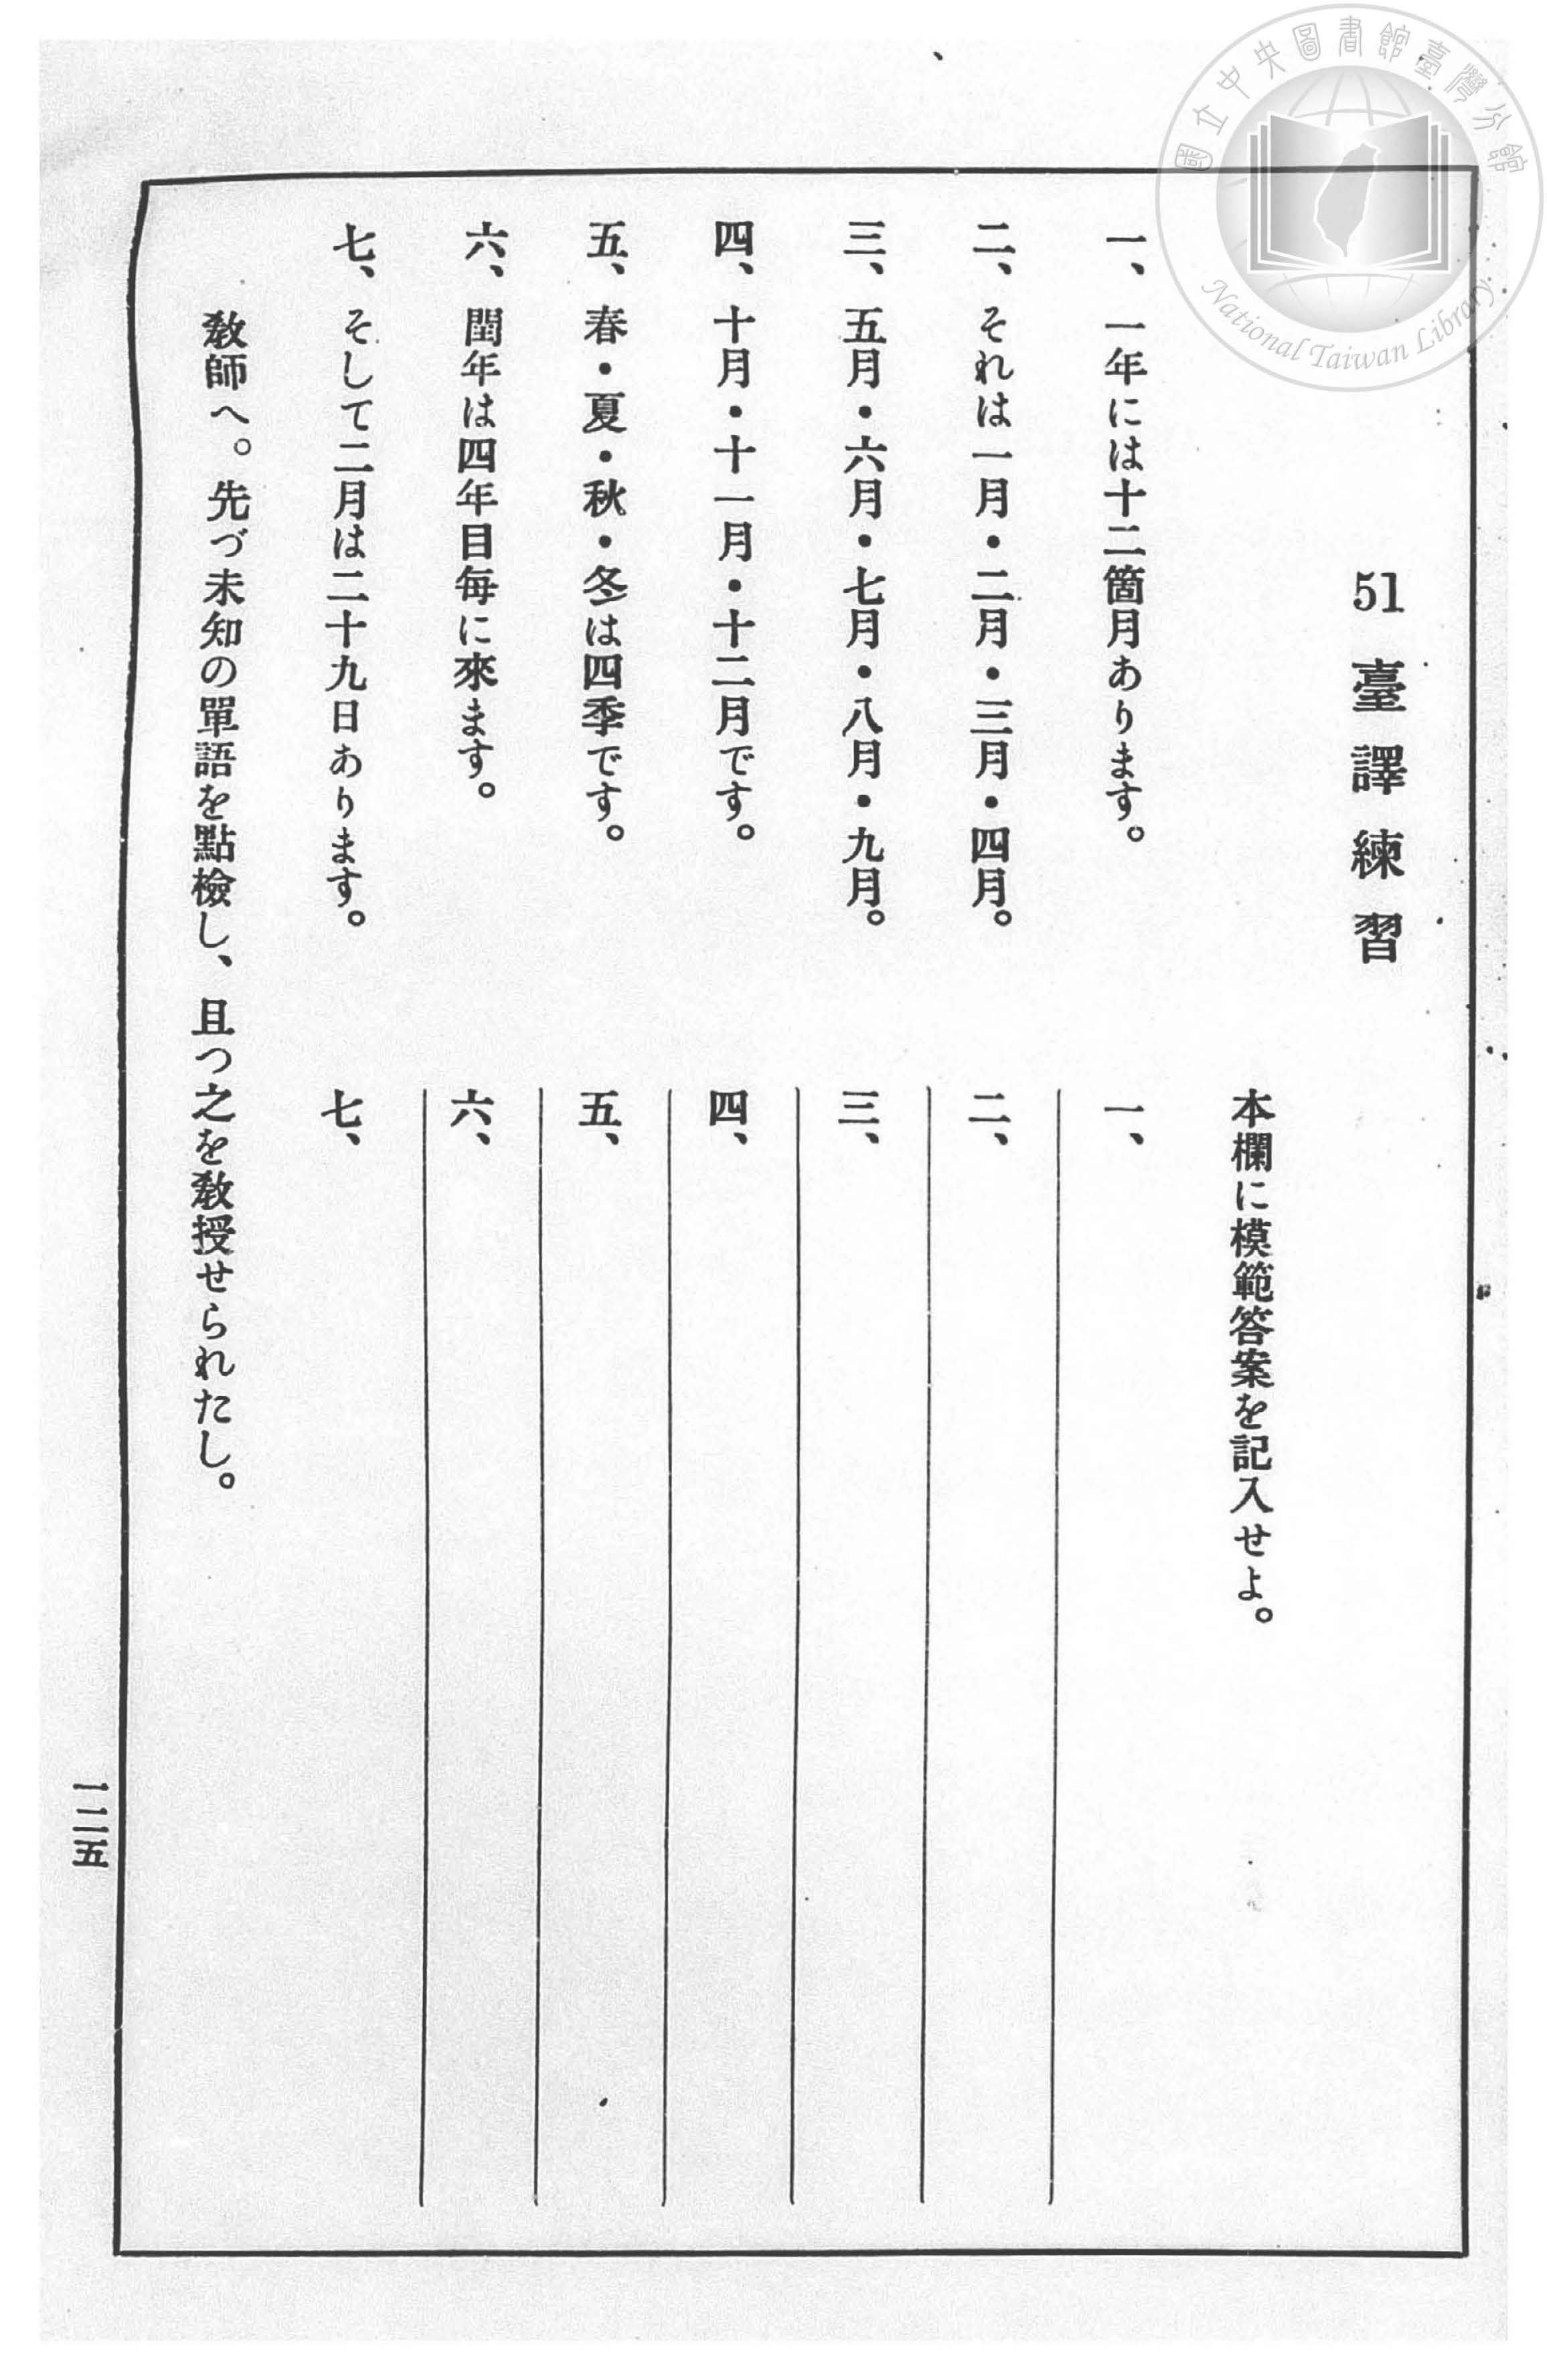 國立中央圖書館臺灣分館
National Taiwan Library
51 臺譯練習
本欄に模範答案を記入せよ。
一、一年には十二箇月あります。
一、
二、それは一月・二月・三月・四月。
二、
三、五月・六月・七月・八月・九月。
三、
四、十月・十一月・十二月です。
四、
五、春・夏・秋・冬は四季です。
五、
六、閏年は四年目每に來ます。
六、
七、そして二月は二十九日あります。
七、
敎師へ。先づ未知の單語を點檢し、且つ之を敎授せられたし。
一二五